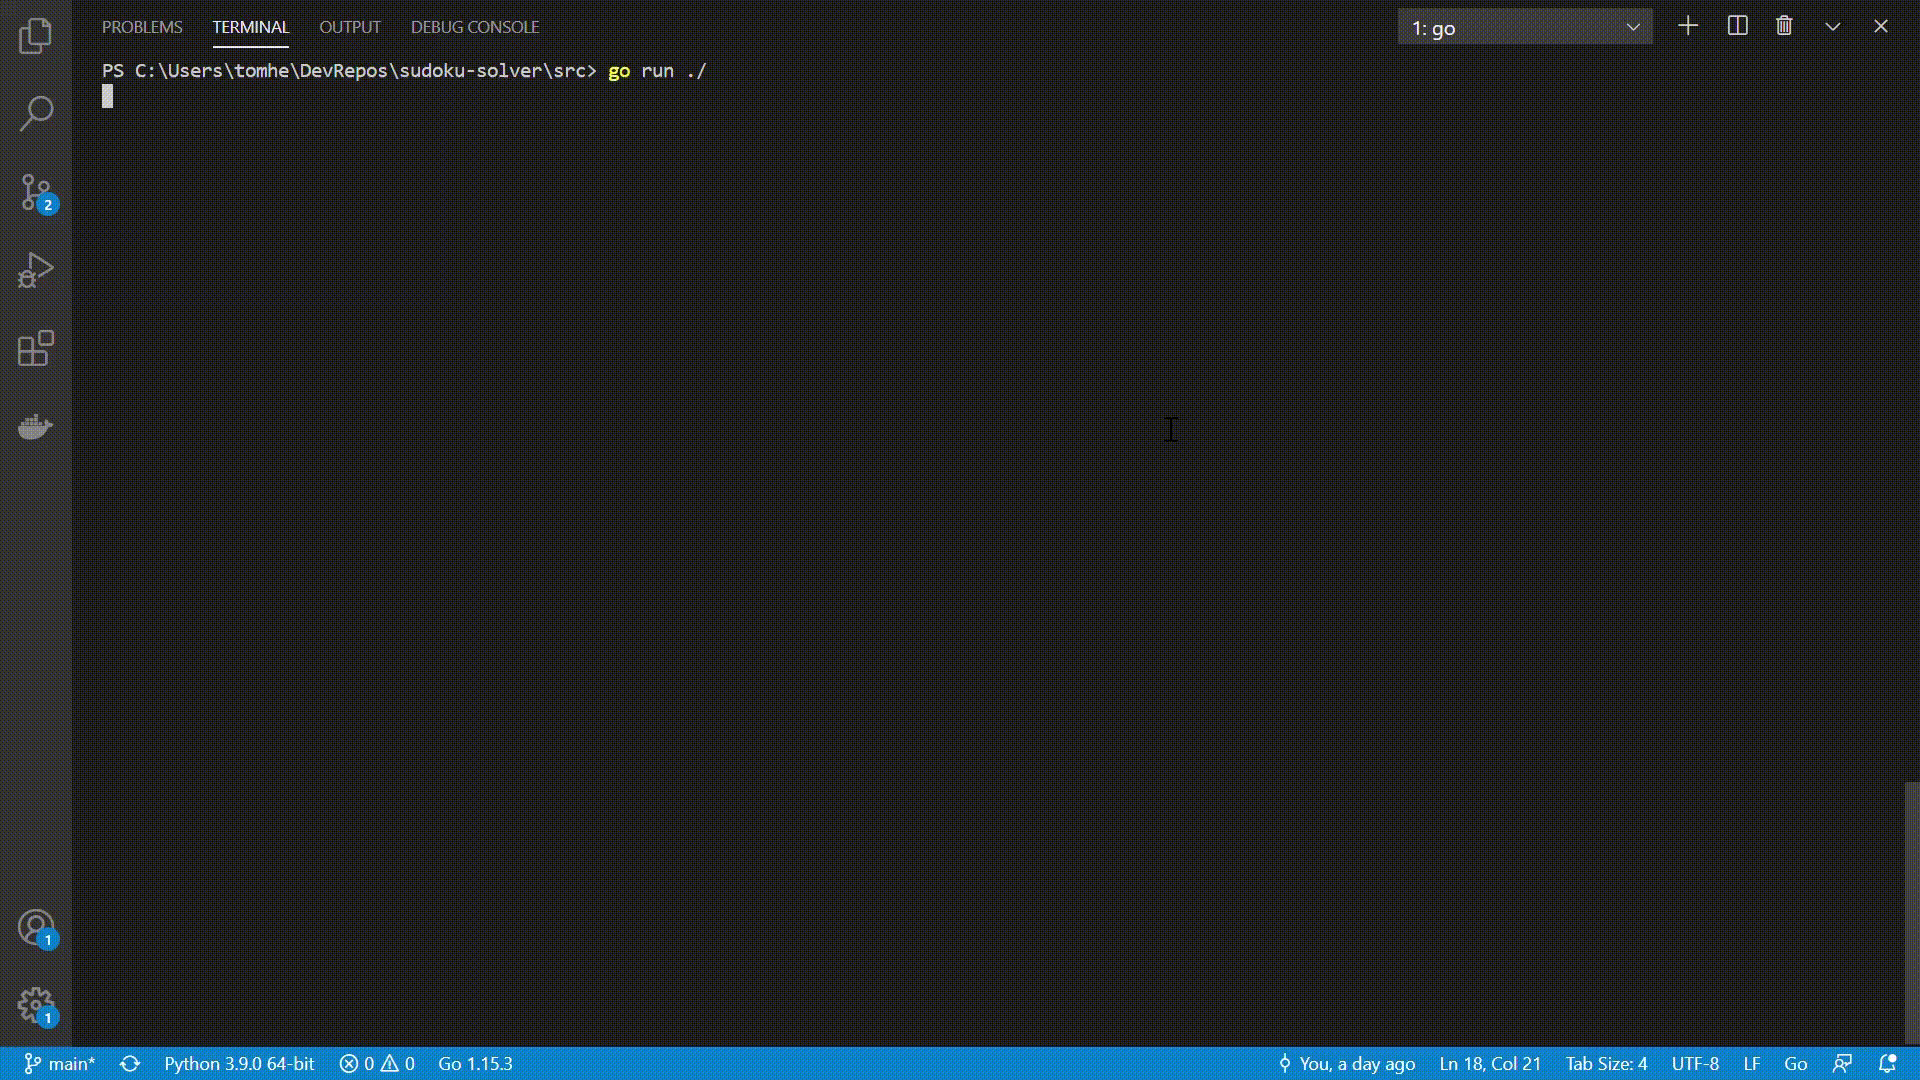 PROBLEMS TERMINAL OUTPUT DEBUG CONSOLE 1: go
PS C:\Users\tomhe\DevRepos\sudoku-solver\src> go run ./
2
1
1
main* Python 3.9.0 64-bit 0 0 Go 1.15.3 You, a day ago Ln 18, Col 21 Tab Size: 4 UTF-8 LF Go